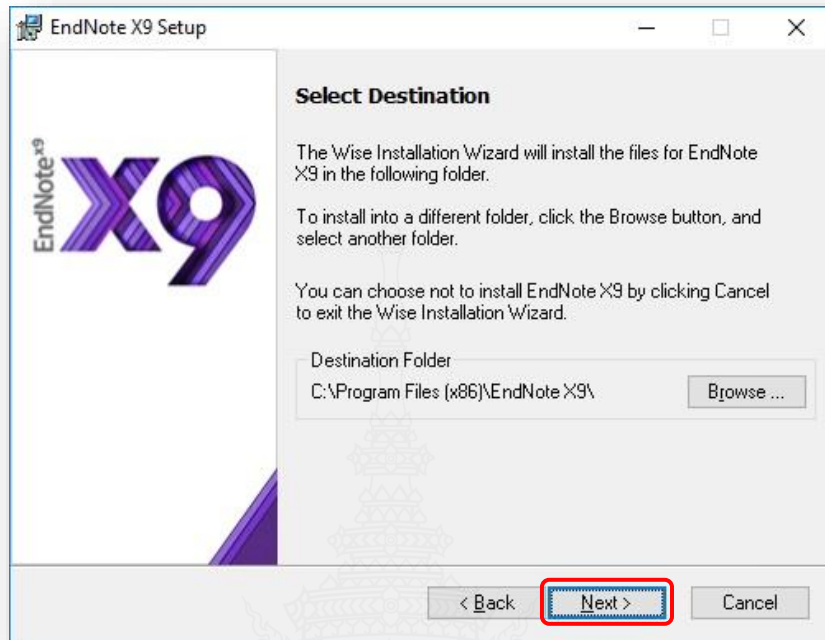 EndNote X9 Setup
EndNote X9
X9
Select Destination
The Wise Installation Wizard will install the files for EndNote
X9 in the following folder.
To install into a different folder, click the Browse button, and
select another folder.
You can choose not to install EndNote X9 by clicking Cancel
to exit the Wise Installation Wizard.
Destination Folder
C:\Program Files (x86)\EndNote X9\
Browse ...
< Back
Next >
Cancel